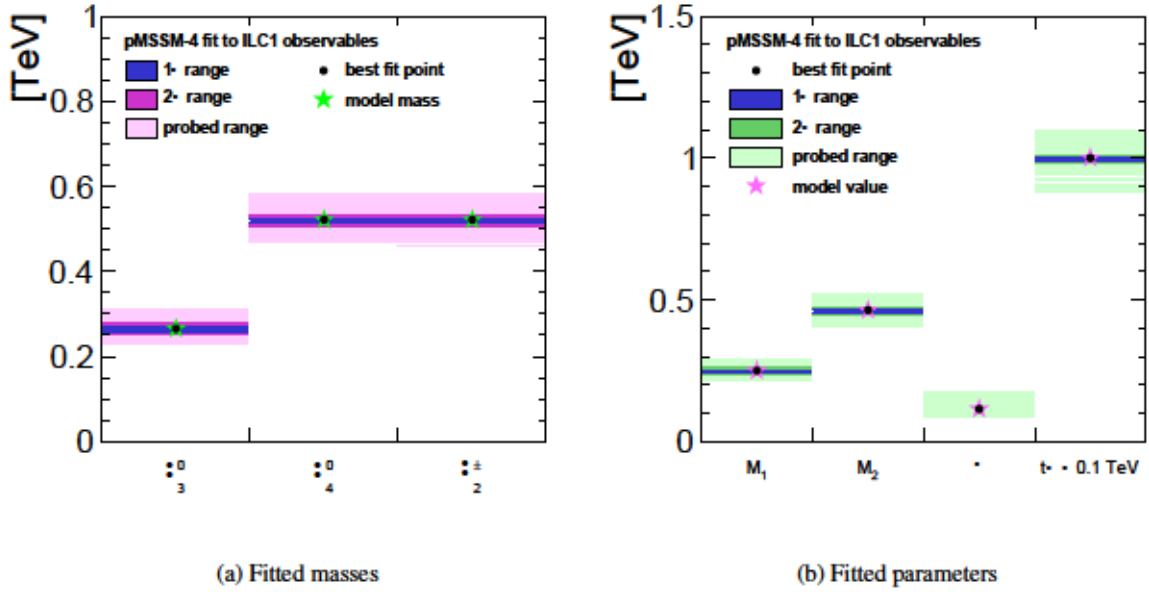 [TeV]
1
0.8
0.6
0.4
0.2
0
pMSSM-4 fit to ILC1 observables
1• range
2• range
probed range
best fit point
model mass
0
3
0
4
±
2
(a) Fitted masses
[TeV]
1.5
1
0.5
0
pMSSM-4 fit to ILC1 observables
best fit point
1• range
2• range
probed range
model value
M1
M2
•
t• • 0.1 TeV
(b) Fitted parameters